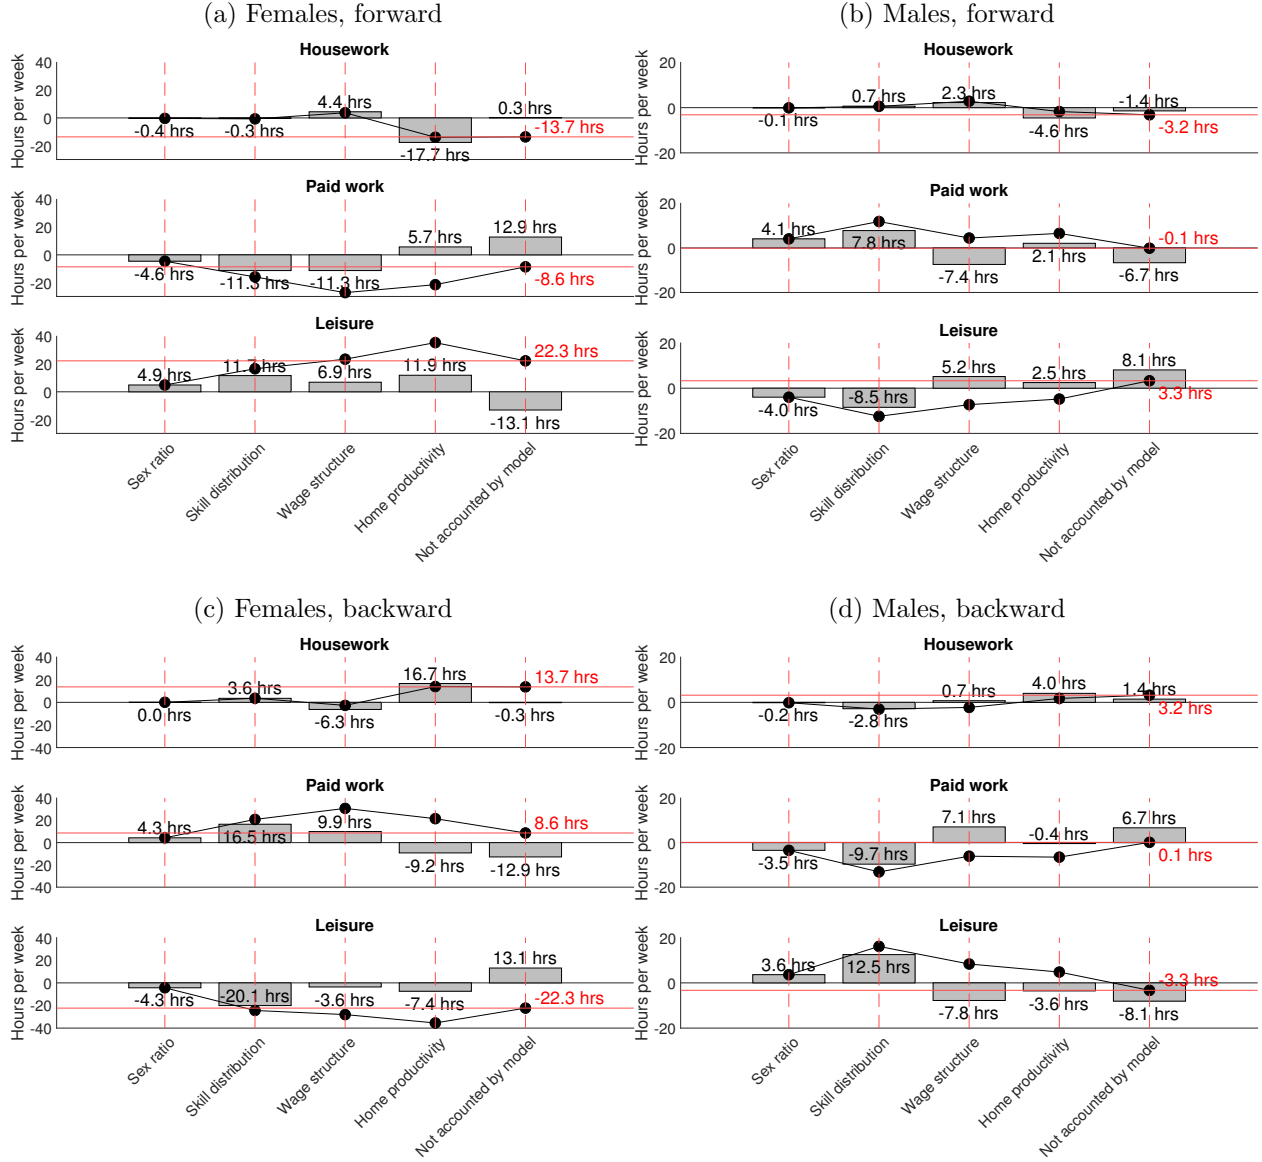 (a) Females, forward
Housework
Hours per week
40
20
0
-20
-0.4 hrs
-0.3 hrs
4.4 hrs
-17.7 hrs
0.3 hrs
-13.7 hrs
Paid work
Hours per week
40
20
0
-20
-4.6 hrs
-11.3 hrs
-11.3 hrs
5.7 hrs
12.9 hrs
-8.6 hrs
Leisure
Hours per week
40
20
0
-20
4.9 hrs
11.7 hrs
6.9 hrs
11.9 hrs
-13.1 hrs
22.3 hrs
Sex ratio
Skill distribution
Wage structure
Home productivity
Not accounted by model
(b) Males, forward
Housework
Hours per week
20
0
-20
-0.1 hrs
0.7 hrs
2.3 hrs
-4.6 hrs
-1.4 hrs
-3.2 hrs
Paid work
Hours per week
20
0
-20
4.1 hrs
7.8 hrs
-7.4 hrs
2.1 hrs
-6.7 hrs
-0.1 hrs
Leisure
Hours per week
20
0
-20
-4.0 hrs
-8.5 hrs
5.2 hrs
2.5 hrs
8.1 hrs
3.3 hrs
Sex ratio
Skill distribution
Wage structure
Home productivity
Not accounted by model
(c) Females, backward
Housework
Hours per week
40
20
0
-20
-40
0.0 hrs
3.6 hrs
-6.3 hrs
16.7 hrs
-0.3 hrs
13.7 hrs
Paid work
Hours per week
40
20
0
-20
-40
4.3 hrs
16.5 hrs
9.9 hrs
-9.2 hrs
-12.9 hrs
8.6 hrs
Leisure
Hours per week
40
20
0
-20
-40
-4.3 hrs
-20.1 hrs
-3.6 hrs
-7.4 hrs
13.1 hrs
-22.3 hrs
Sex ratio
Skill distribution
Wage structure
Home productivity
Not accounted by model
(d) Males, backward
Housework
Hours per week
20
0
-20
-0.2 hrs
-2.8 hrs
0.7 hrs
4.0 hrs
1.4 hrs
3.2 hrs
Paid work
Hours per week
20
0
-20
-3.5 hrs
-9.7 hrs
7.1 hrs
-0.4 hrs
6.7 hrs
0.1 hrs
Leisure
Hours per week
20
0
-20
3.6 hrs
12.5 hrs
-7.8 hrs
-3.6 hrs
-8.1 hrs
-3.3 hrs
Sex ratio
Skill distribution
Wage structure
Home productivity
Not accounted by model